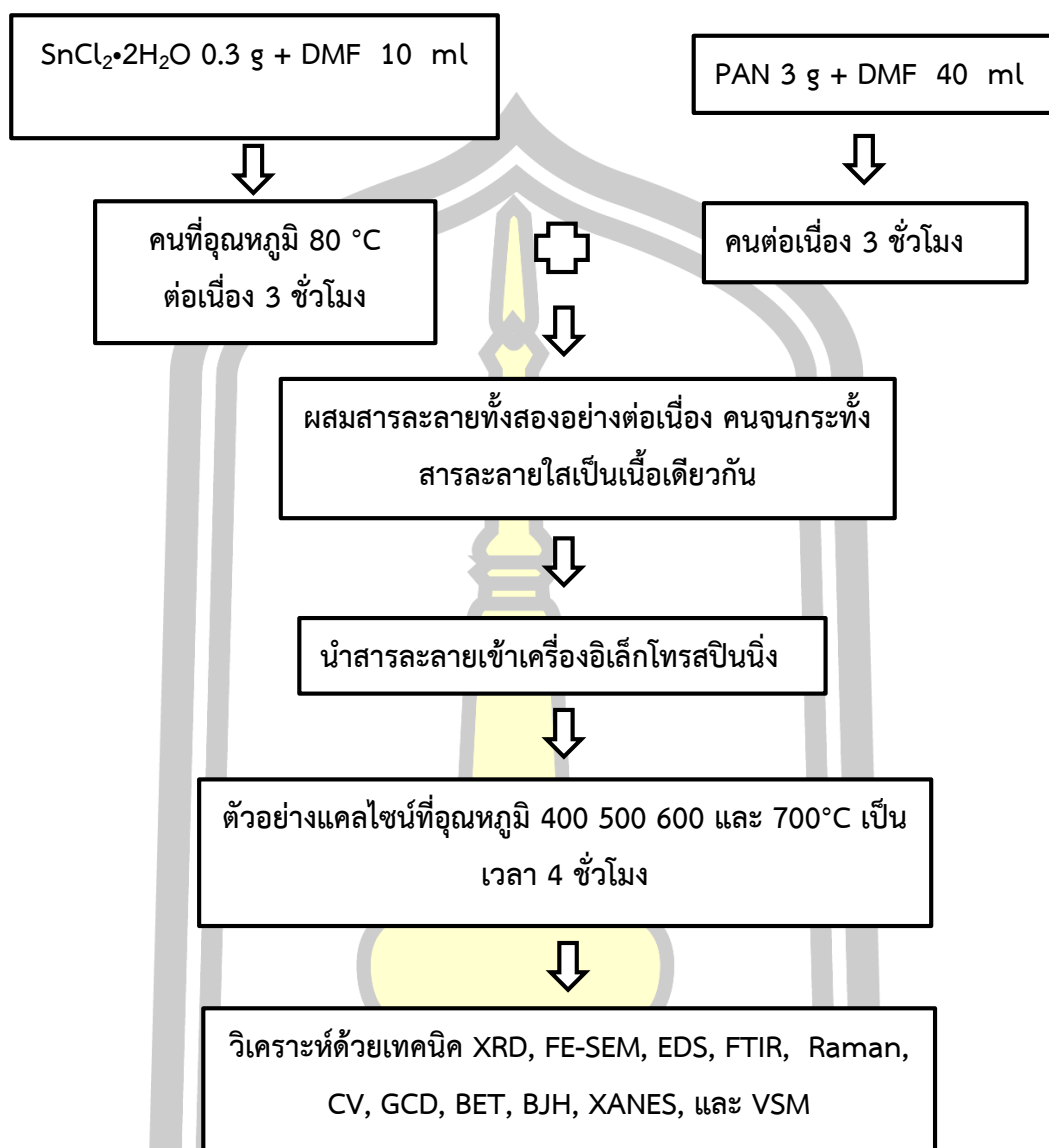 SnCl₂•2H₂O 0.3 g + DMF 10 ml
PAN 3 g + DMF 40 ml
คนที่อุณหภูมิ 80 °C
ต่อเนื่อง 3 ชั่วโมง
คนต่อเนื่อง 3 ชั่วโมง
ผสมสารละลายทั้งสองอย่างต่อเนื่อง คนจนกระทั้ง
สารละลายใสเป็นเนื้อเดียวกัน
นำสารละลายเข้าเครื่องอิเล็กโทรสปินนิ่ง
ตัวอย่างแคลไซน์ที่อุณหภูมิ 400 500 600 และ 700°C เป็น
เวลา 4 ชั่วโมง
วิเคราะห์ด้วยเทคนิค XRD, FE-SEM, EDS, FTIR, Raman,
CV, GCD, BET, BJH, XANES, และ VSM